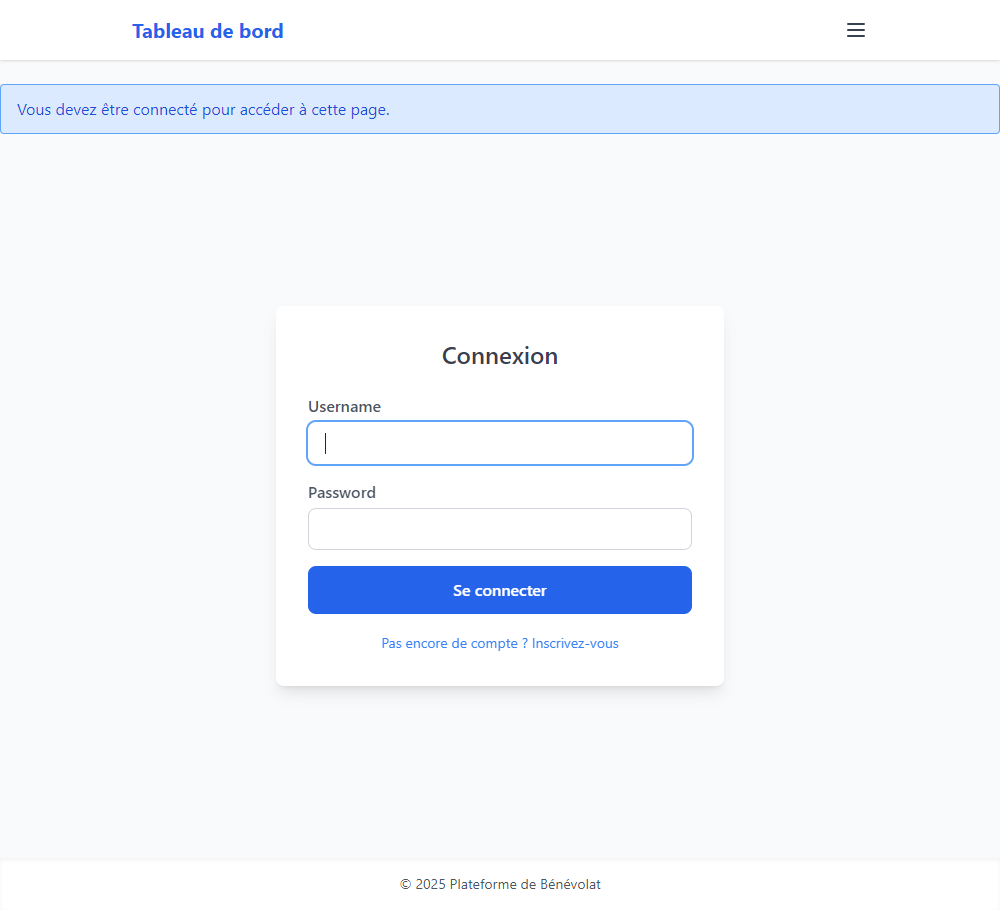 Tableau de bord
Vous devez être connecté pour accéder à cette page.
Connexion
Username
Password
Se connecter
Pas encore de compte ? Inscrivez-vous
© 2025 Plateforme de Bénévolat